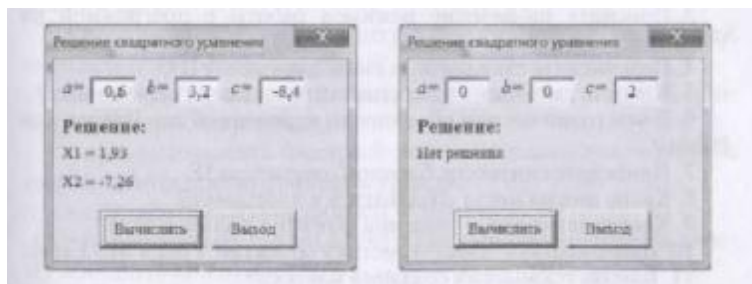 Решение квадратного уравнения
a= 0,6 b= 3,2 c= -8,4
Решение:
X1 = 1,93
X2 = -7,26
Вычислить Выход
Решение квадратного уравнения
a= 0 b= 0 c= 2
Решение:
Нет решения
Вычислить Выход